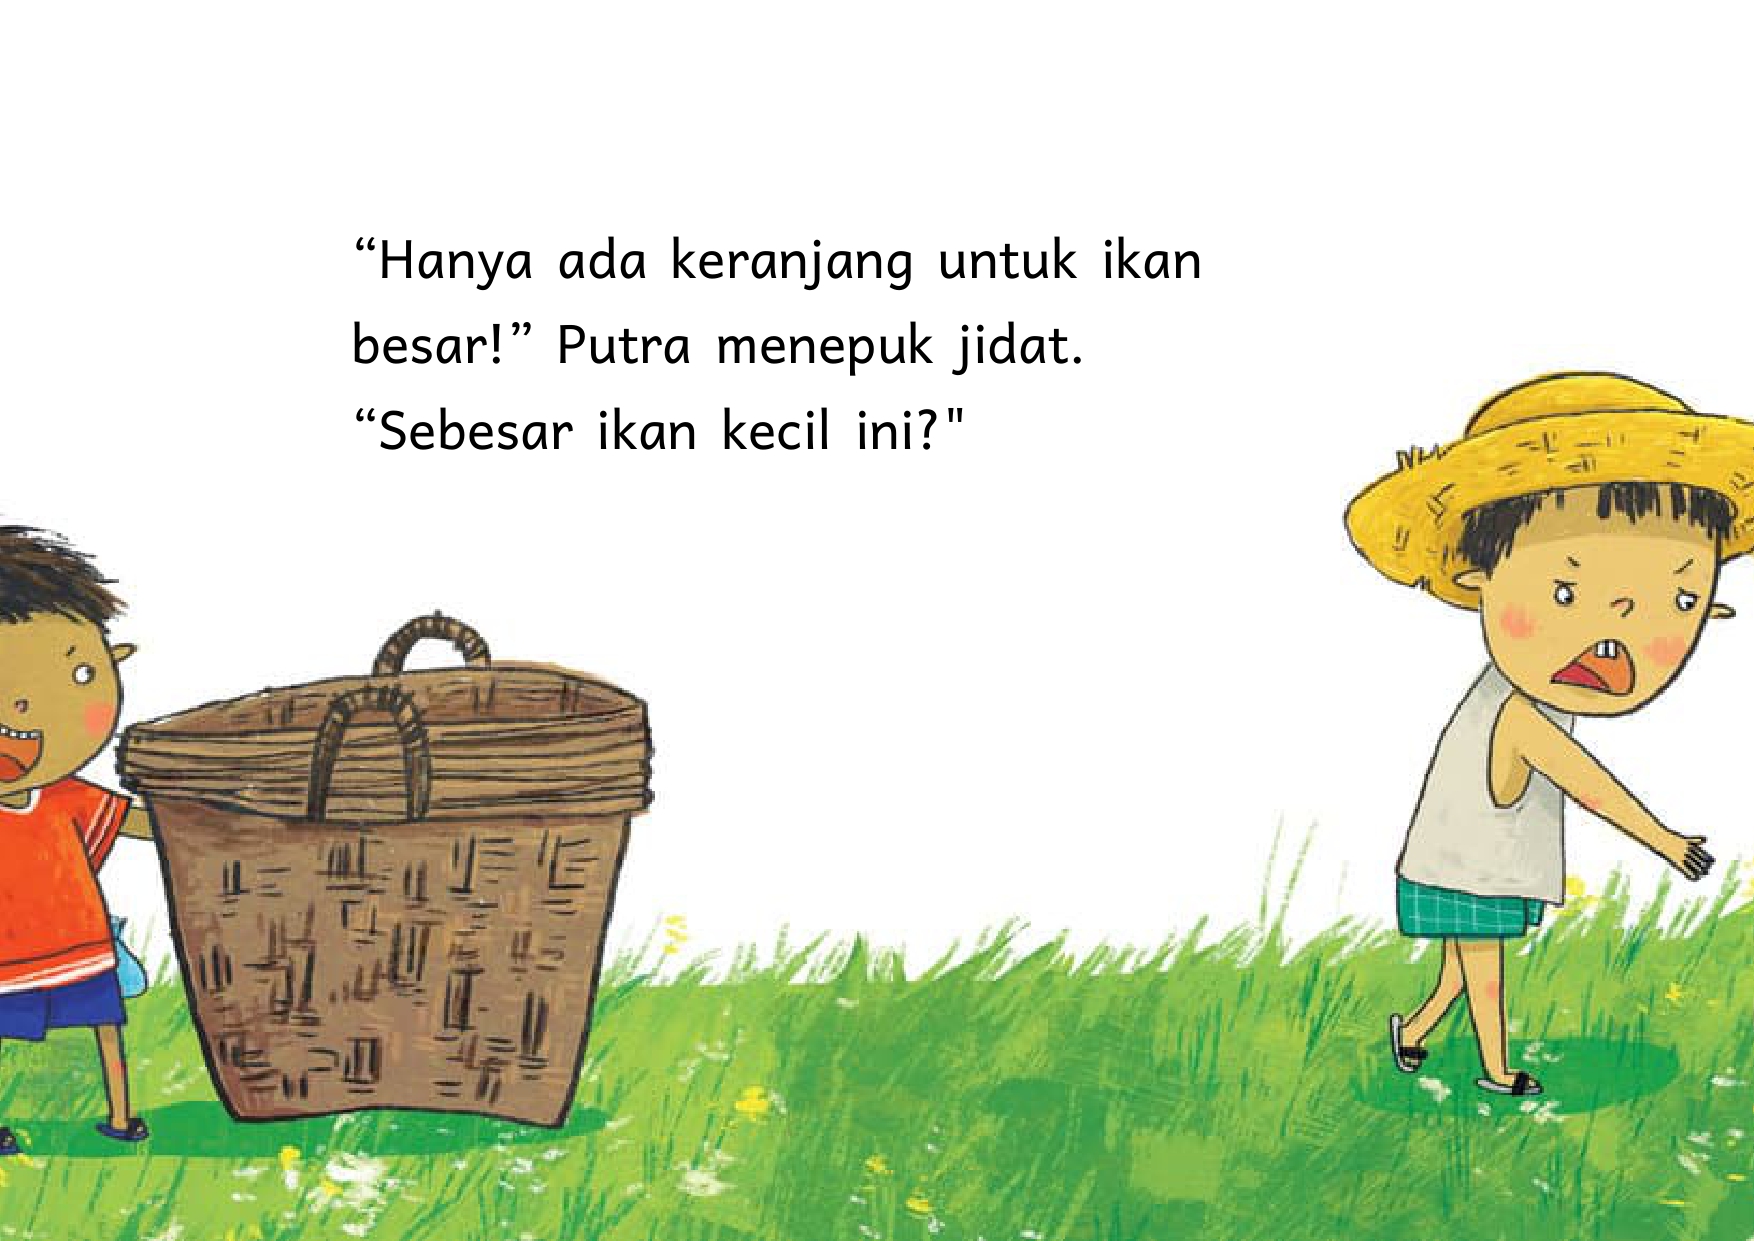 “Hanya ada keranjang untuk ikan
besar!” Putra menepuk jidat.
“Sebesar ikan kecil ini?"